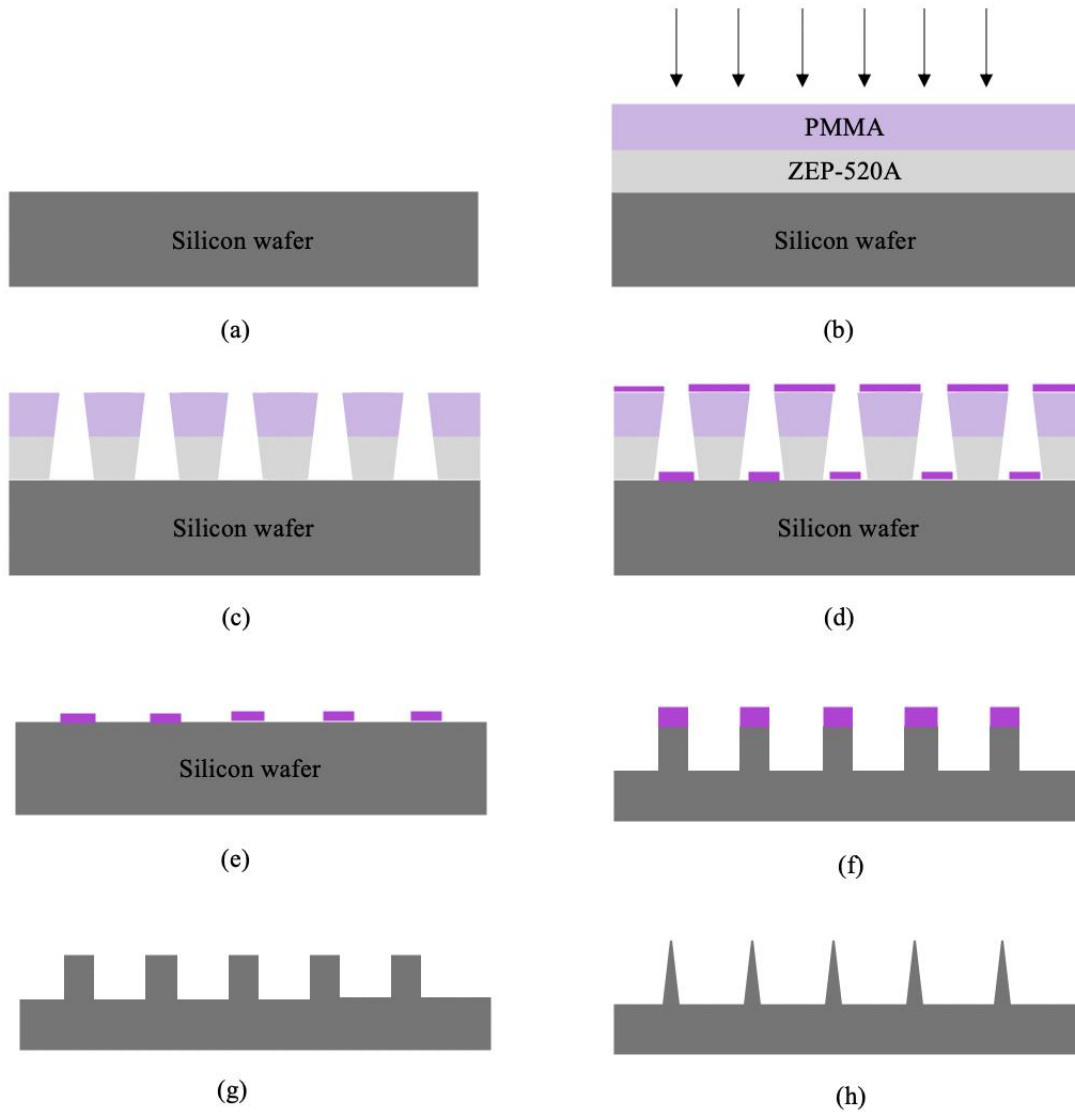 Silicon wafer
(a)
PMMA
ZEP-520A
Silicon wafer
(b)
Silicon wafer
(c)
Silicon wafer
(d)
Silicon wafer
(e)
(f)
(g)
(h)